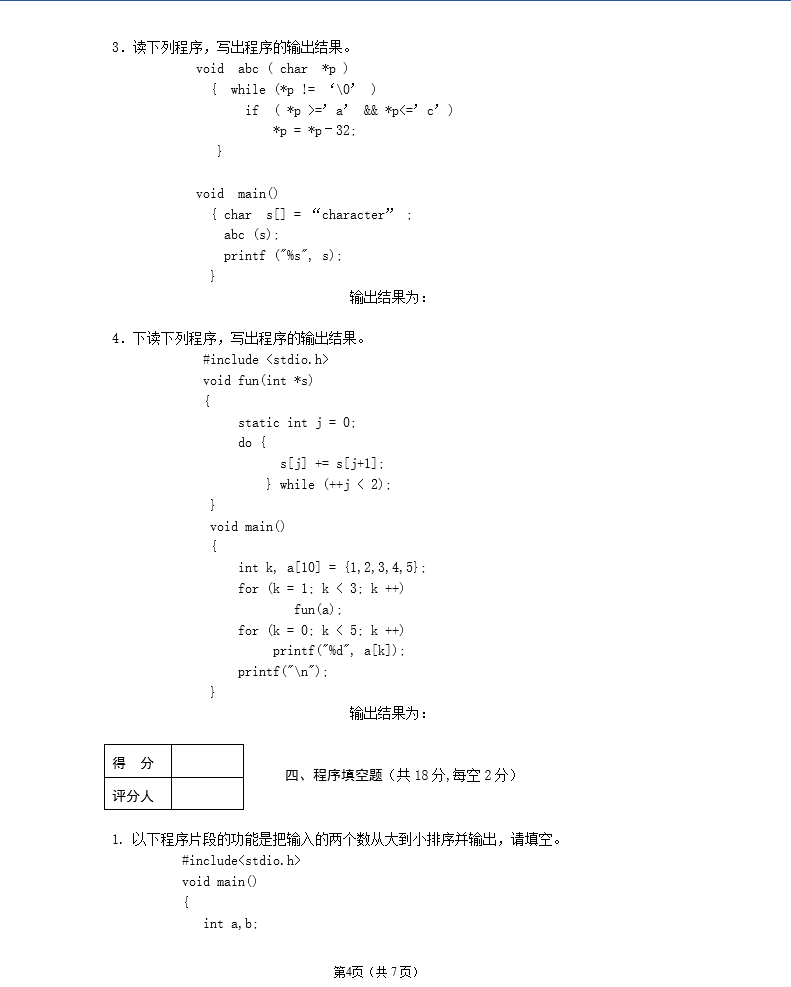 3. 读下列程序，写出程序的输出结果。
void  abc ( char  *p )
{  while (*p != ‘\0’ )
if  ( *p >=’a’ && *p<=’c’)
*p = *p－32;
}
void  main()
{ char  s[] = “character” ;
abc (s);
printf ("%s", s);
}
输出结果为：
4. 下读下列程序，写出程序的输出结果。
#include <stdio.h>
void fun(int *s)
{
static int j = 0;
do {
s[j] += s[j+1];
} while (++j < 2);
}
void main()
{
int k, a[10] = {1,2,3,4,5};
for (k = 1; k < 3; k ++)
fun(a);
for (k = 0; k < 5; k ++)
printf("%d", a[k]);
printf("\n");
}
输出结果为：
得  分
四、程序填空题（共 18 分,每空 2 分）
评分人
1. 以下程序片段的功能是把输入的两个数从大到小排序并输出，请填空。
#include<stdio.h>
void main()
{
int a,b;
第4页（共 7 页）